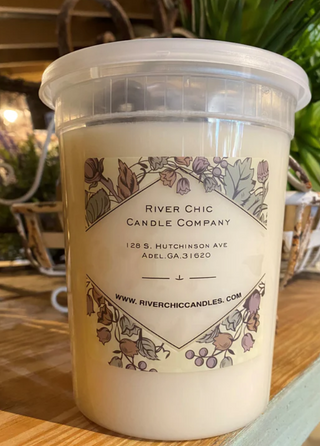 River Chic
Candle Company
128 S. Hutchinson Ave
Adel.GA.31620
www.riverchiccandles.com